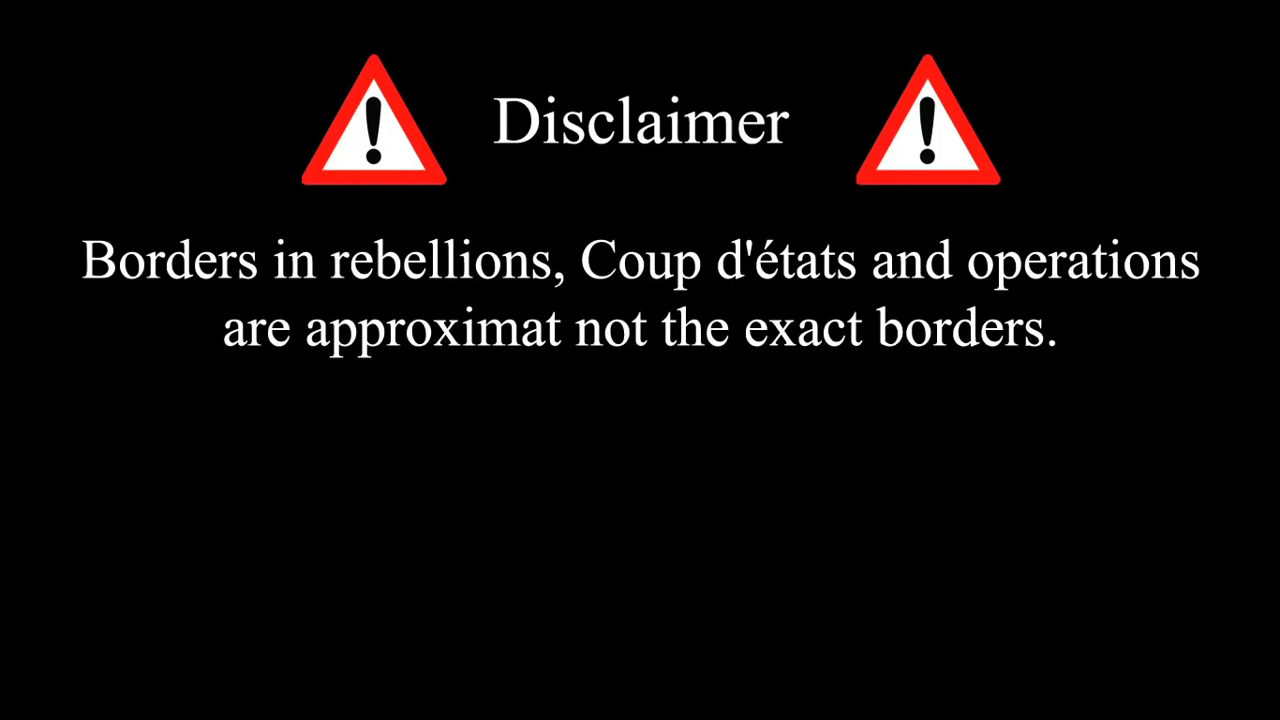 Disclaimer
Borders in rebellions, Coup d'états and operations
are approximat not the exact borders.